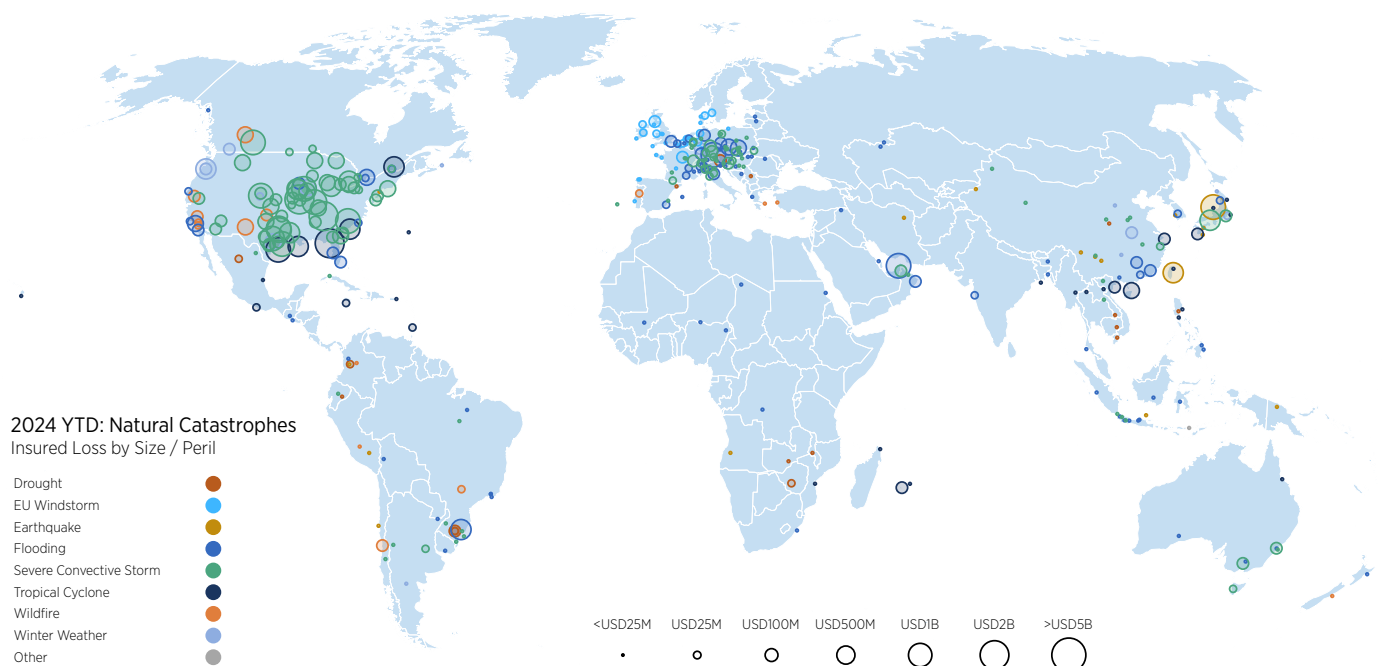 2024 YTD: Natural Catastrophes
Insured Loss by Size / Peril
Drought
EU Windstorm
Earthquake
Flooding
Severe Convective Storm
Tropical Cyclone
Wildfire
Winter Weather
Other
<USD25M USD25M USD100M USD500M USD1B USD2B >USD5B